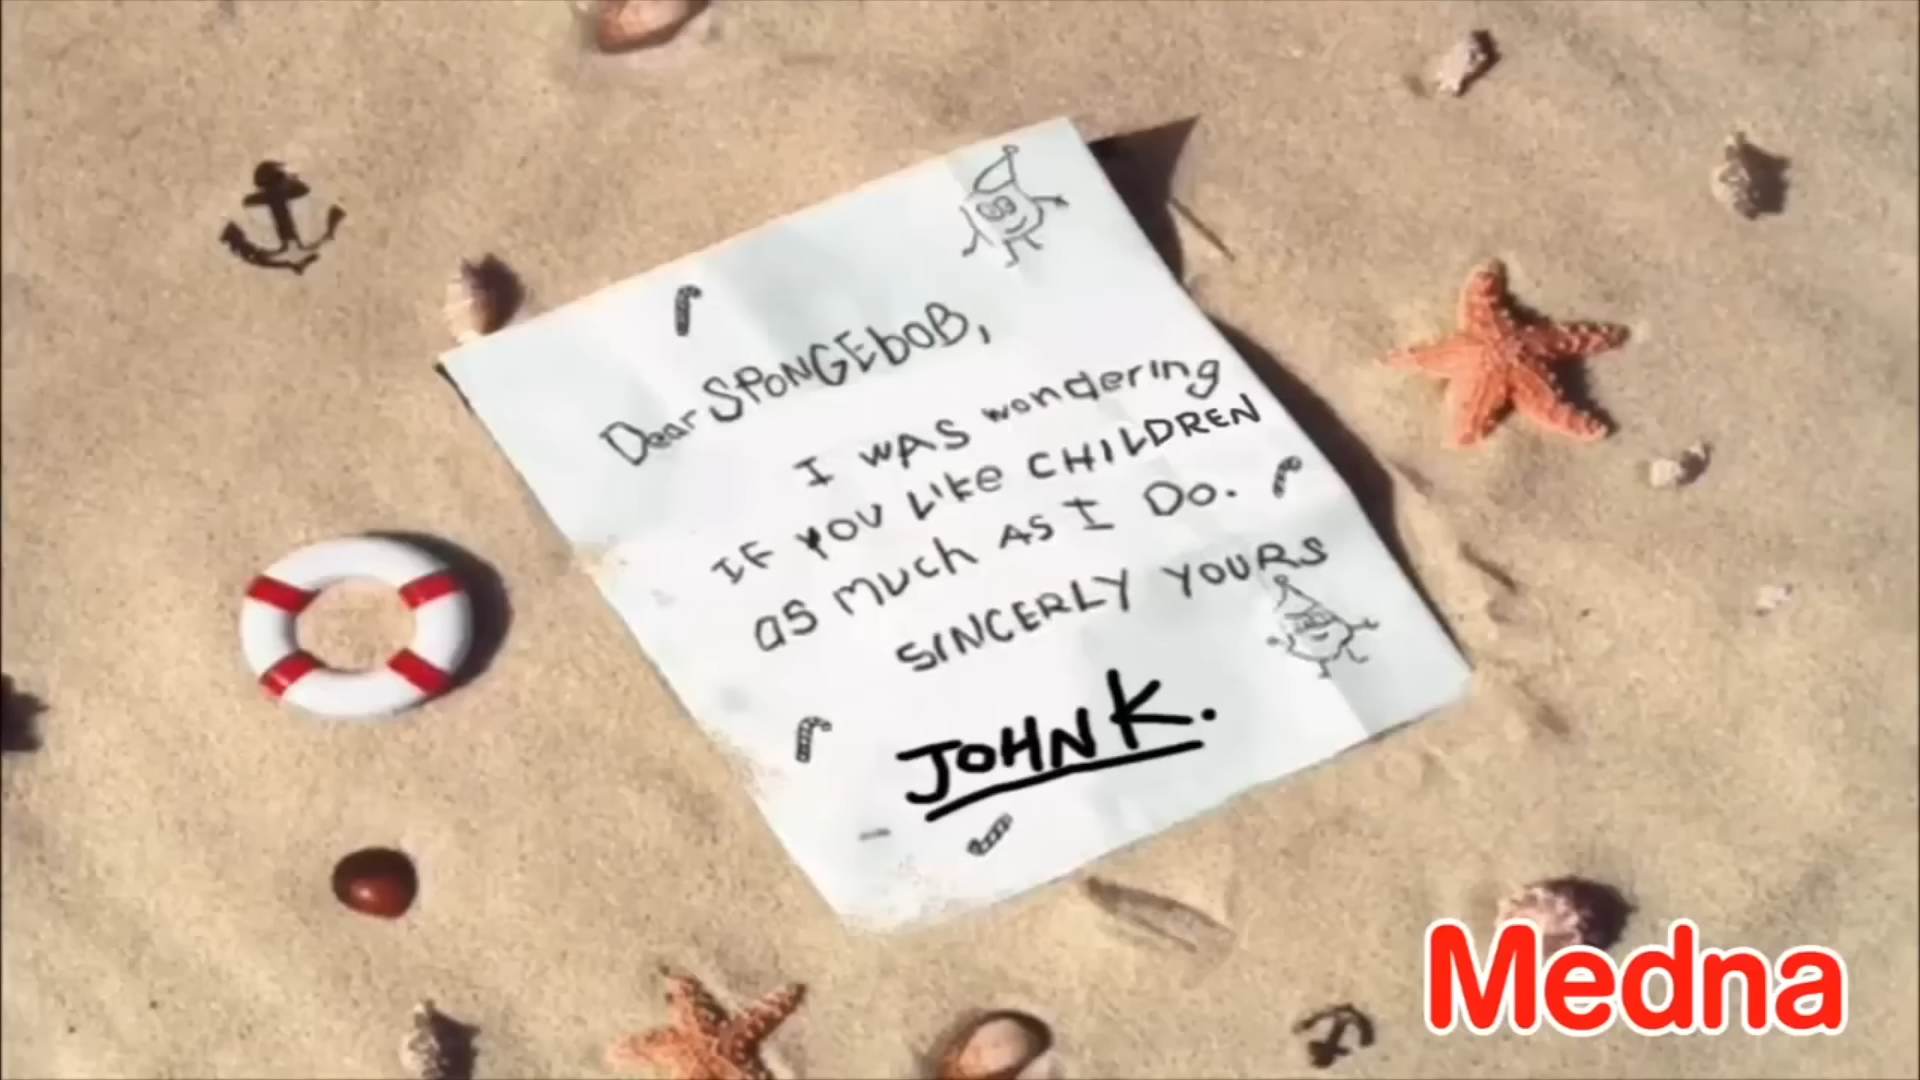 Dear SPONGEbOB,
I WAS wondering
IF YOU LIKe CHILDREN
as MUch AS I Do.
SINCERLY YOURS
JOHN K.
Medna